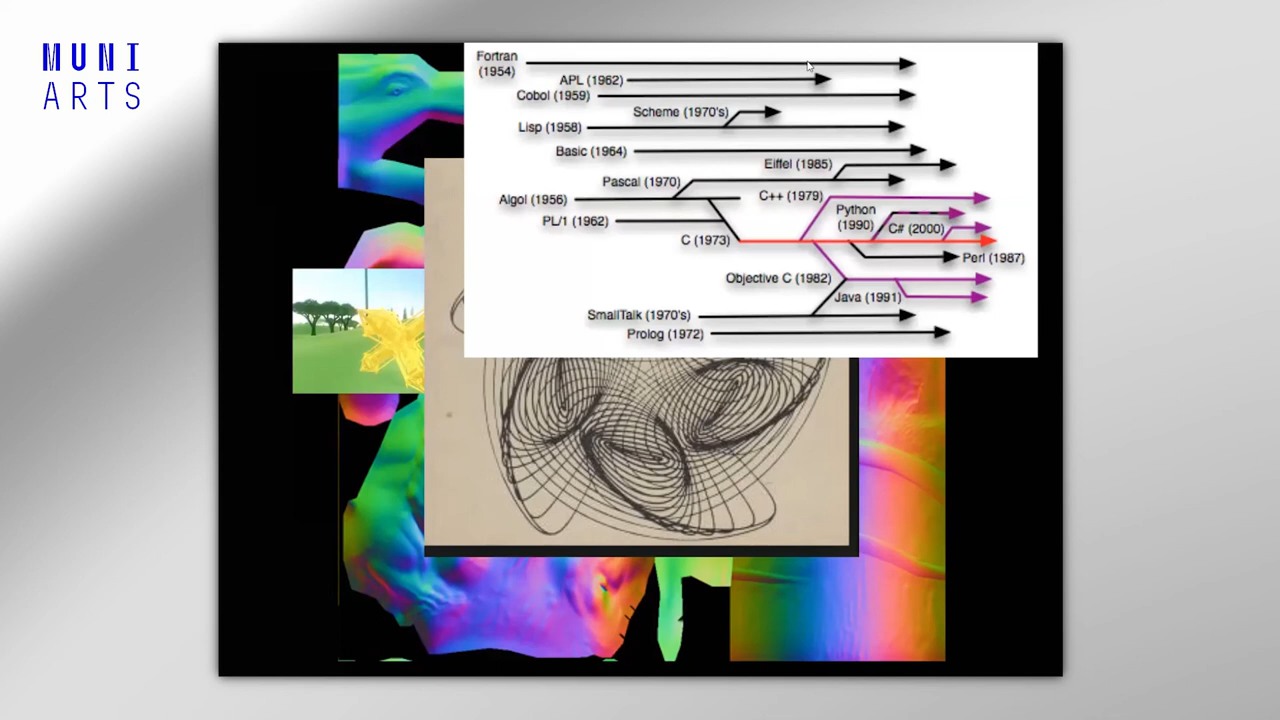 MUNI
ARTS
Fortran
(1954)
APL (1962)
Cobol (1959)
Scheme (1970's)
Lisp (1958)
Basic (1964)
Eiffel (1985)
Pascal (1970)
C++ (1979)
Algol (1956)
Python
(1990)
PL/1 (1962)
C# (2000)
C (1973)
Perl (1987)
Objective C (1982)
Java (1991)
SmallTalk (1970's)
Prolog (1972)